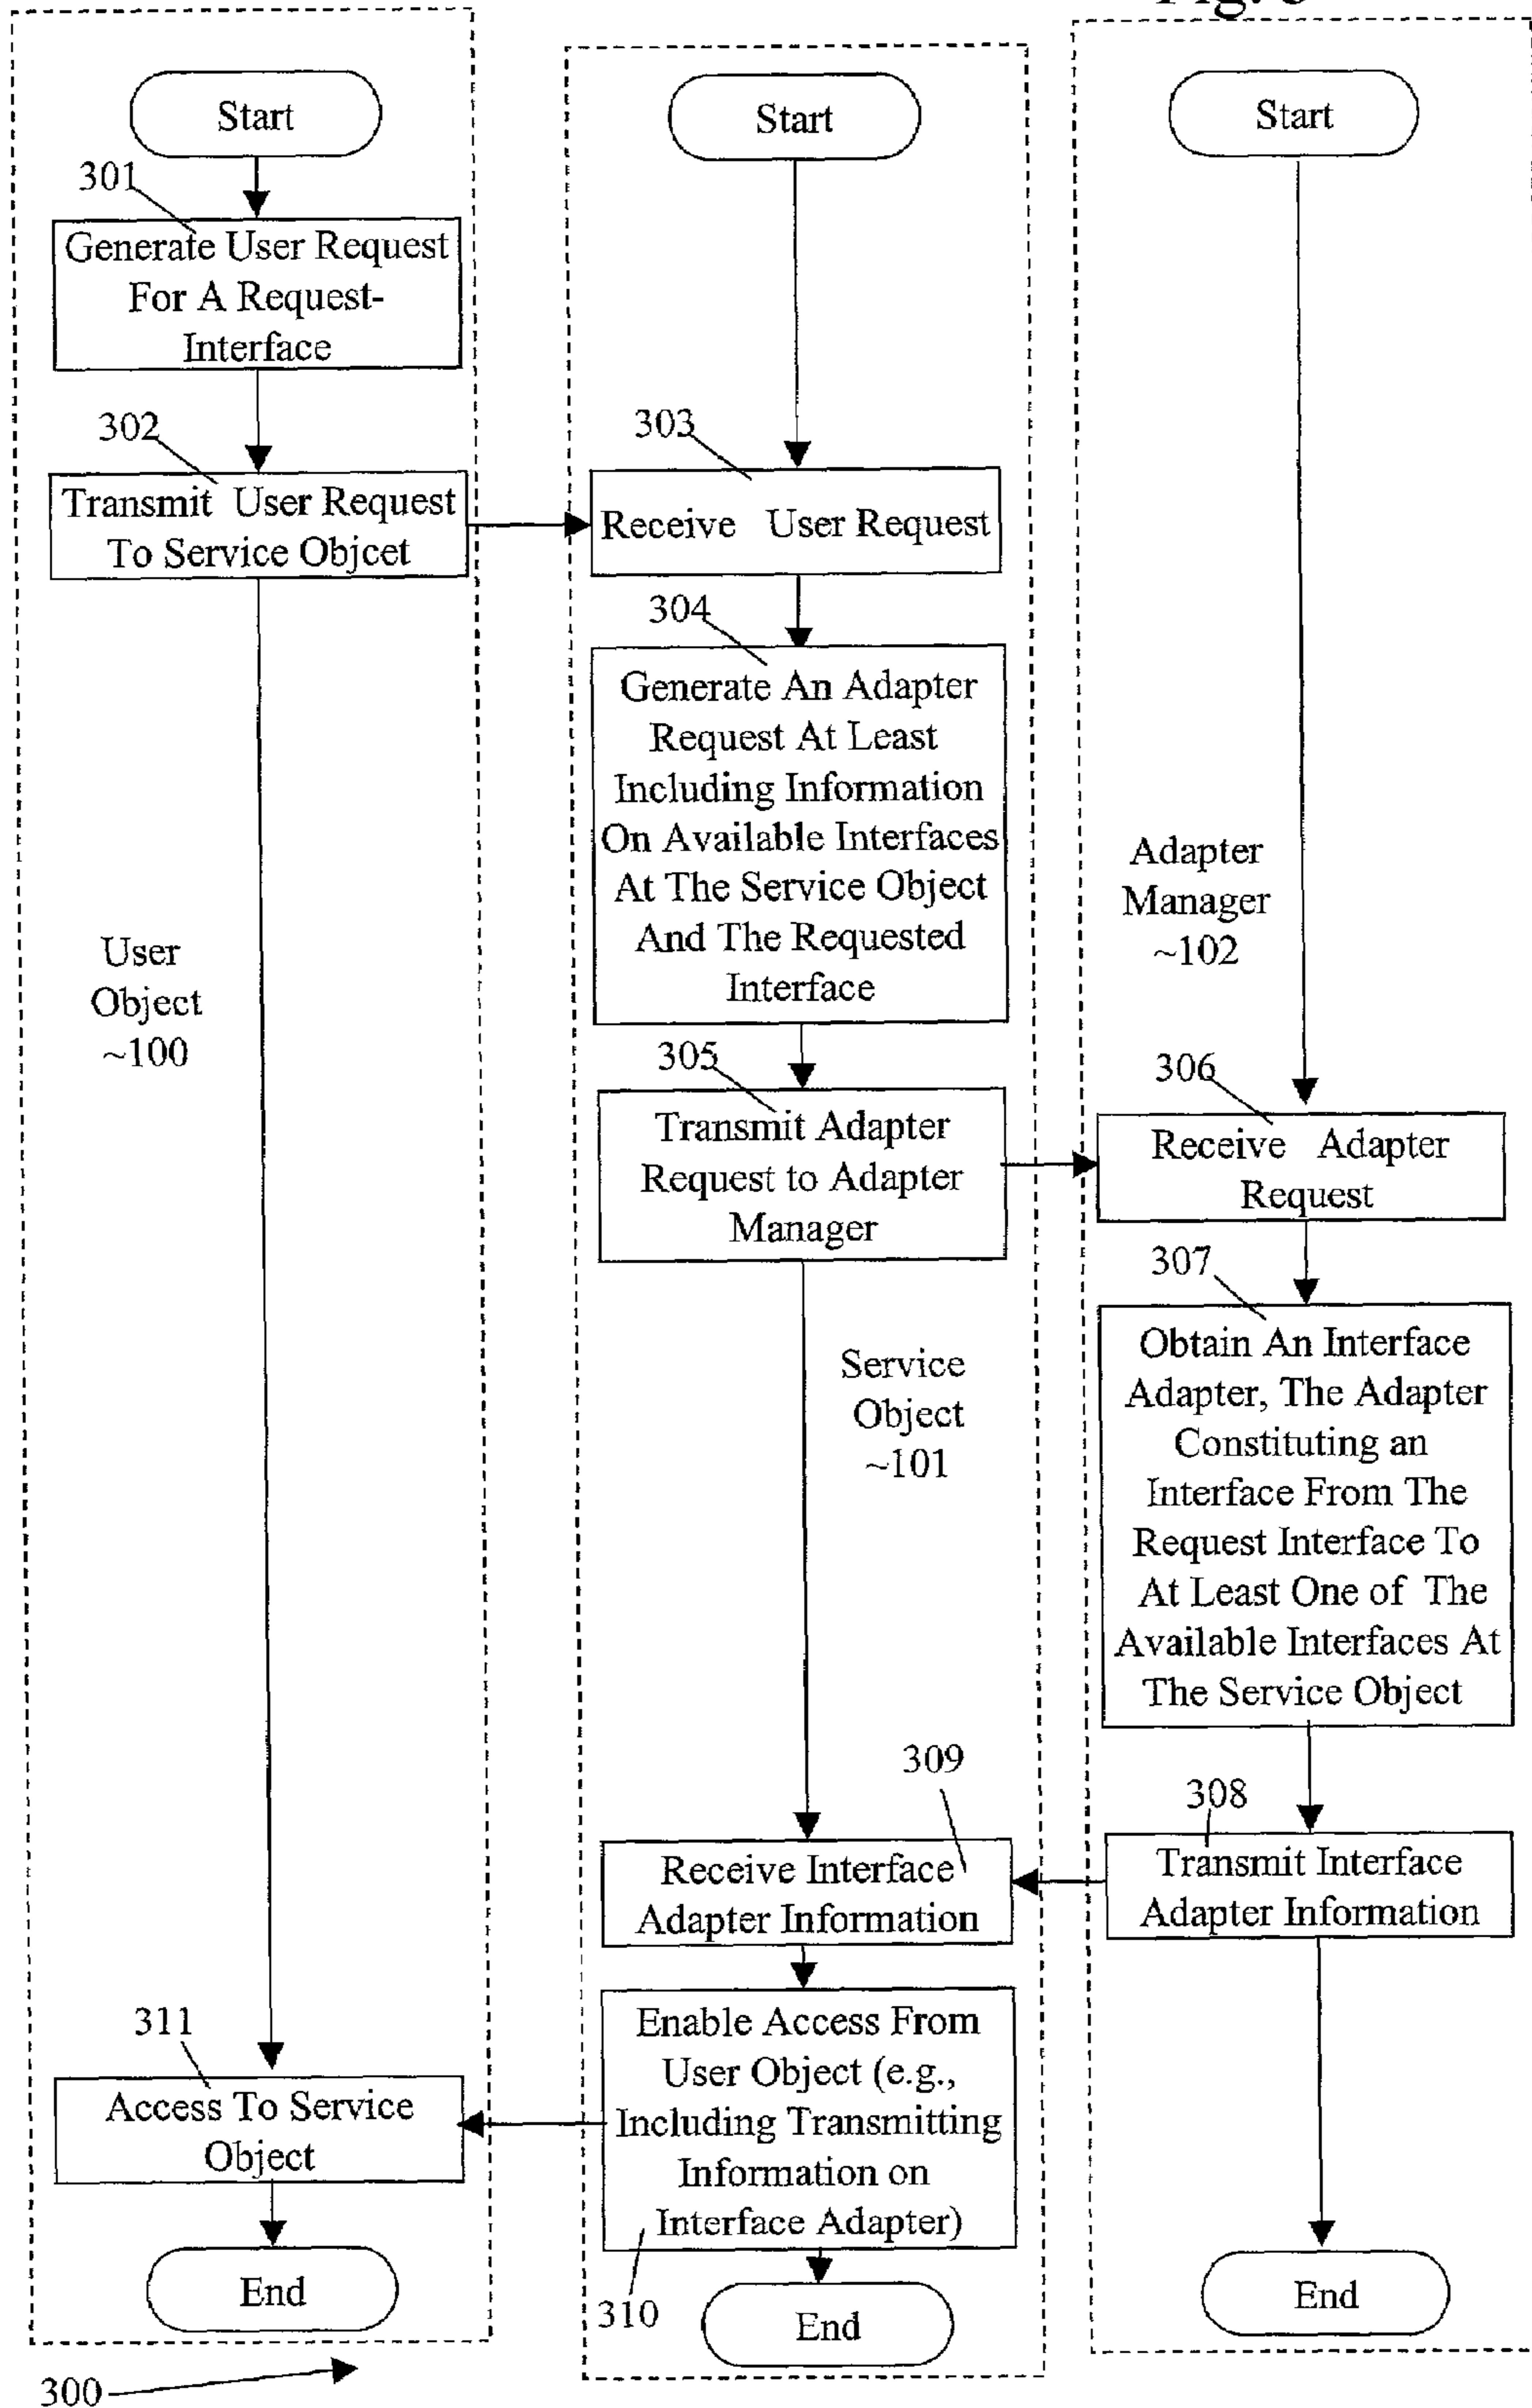 Start
301
Generate User Request
For A Request-
Interface
302
Transmit User Request
To Service Objcet
User
Object
~100
311
Access To Service
Object
End
300
Start
303
Receive User Request
304
Generate An Adapter
Request At Least
Including Information
On Available Interfaces
At The Service Object
And The Requested
Interface
305
Transmit Adapter
Request to Adapter
Manager
Service
Object
~101
309
Receive Interface
Adapter Information
Enable Access From
User Object (e.g.,
Including Transmitting
Information on
Interface Adapter)
310
End
Start
Adapter
Manager
~102
306
Receive Adapter
Request
307
Obtain An Interface
Adapter, The Adapter
Constituting an
Interface From The
Request Interface To
At Least One of The
Available Interfaces At
The Service Object
308
Transmit Interface
Adapter Information
End